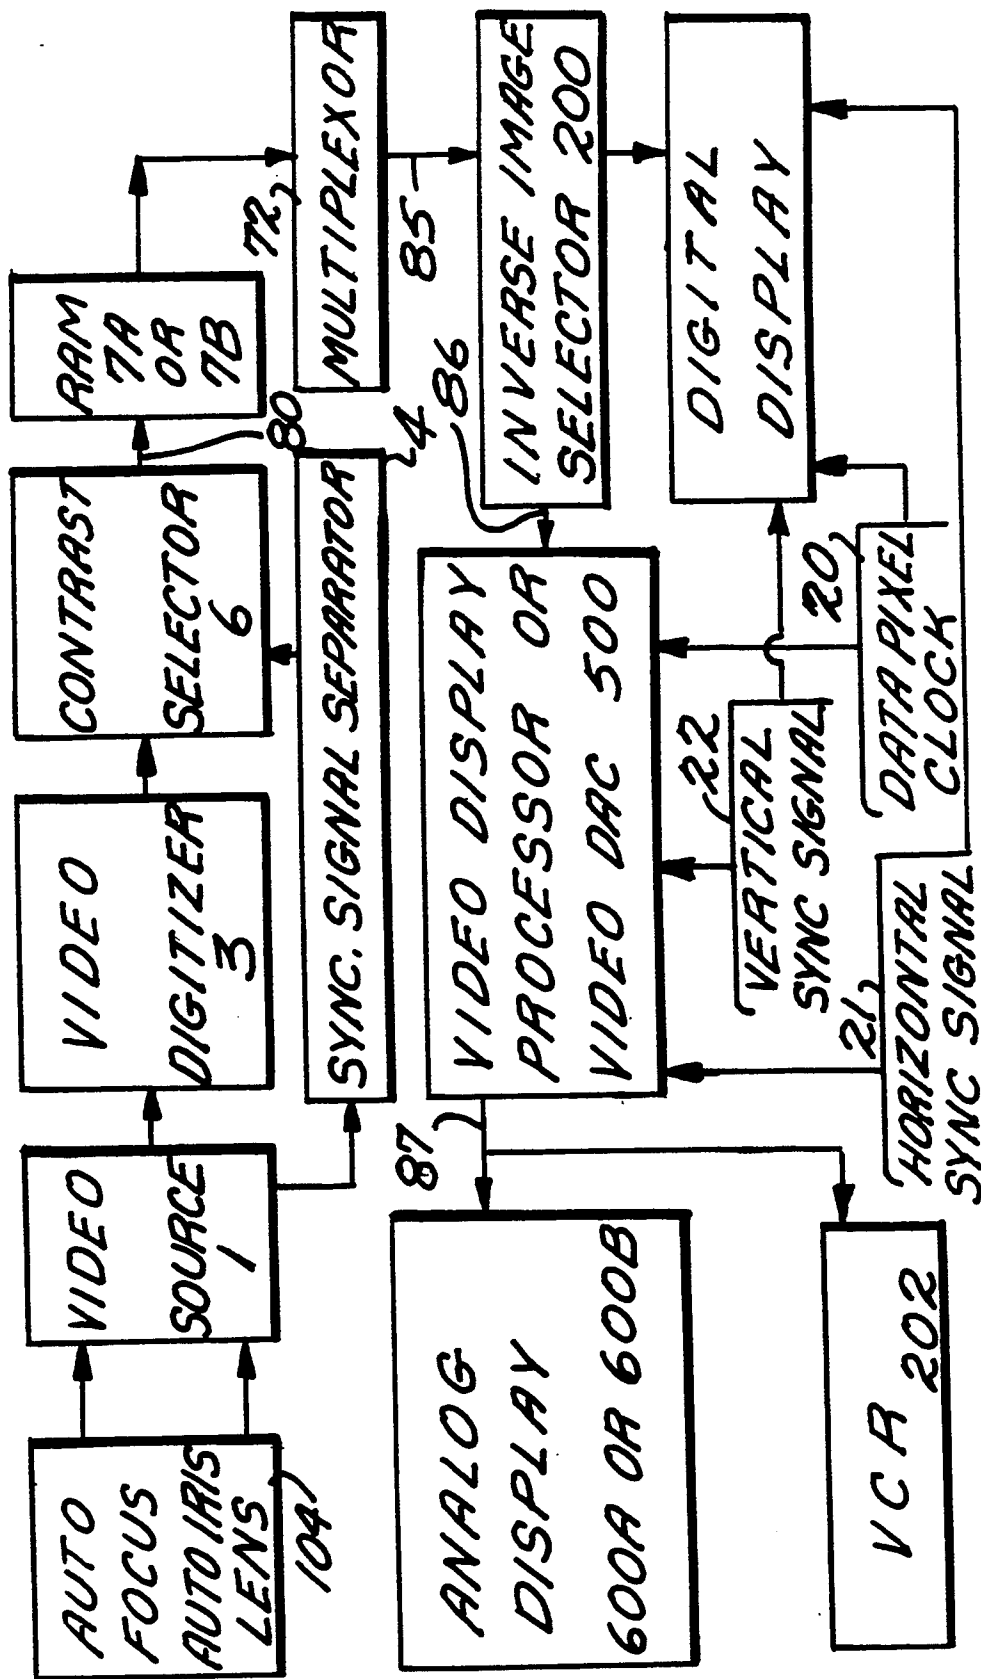 AUTO
FOCUS
AUTO IRIS
LENS
104
VIDEO
SOURCE
1
VIDEO
DIGITIZER
3
CONTRAST
SELECTOR
6
RAM
7A
OR
7B
80
SYNC. SIGNAL SEPARATOR
4
72
MULTIPLEXOR
85
86
INVERSE IMAGE
SELECTOR 200
DIGITAL
DISPLAY
VIDEO DISPLAY
PROCESSOR OR
VIDEO DAC 500
87
ANALOG
DISPLAY
600A OR 600B
VCR
202
22
VERTICAL
SYNC SIGNAL
20
DATA PIXEL
CLOCK
21
HORIZONTAL
SYNC SIGNAL